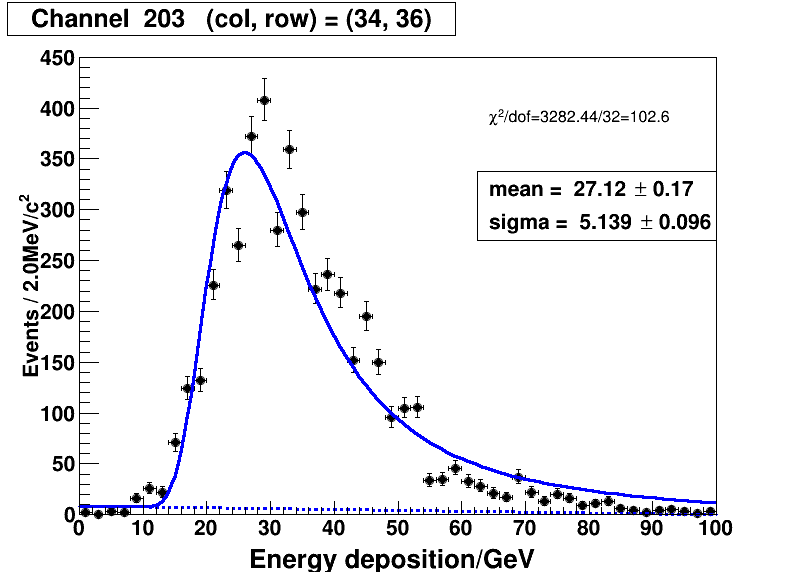 Channel 203 (col, row) = (34, 36)
χ²/dof=3282.44/32=102.6
mean = 27.12 ± 0.17
sigma = 5.139 ± 0.096
Events / 2.0MeV/c²
450
400
350
300
250
200
150
100
50
0
0 10 20 30 40 50 60 70 80 90 100
Energy deposition/GeV